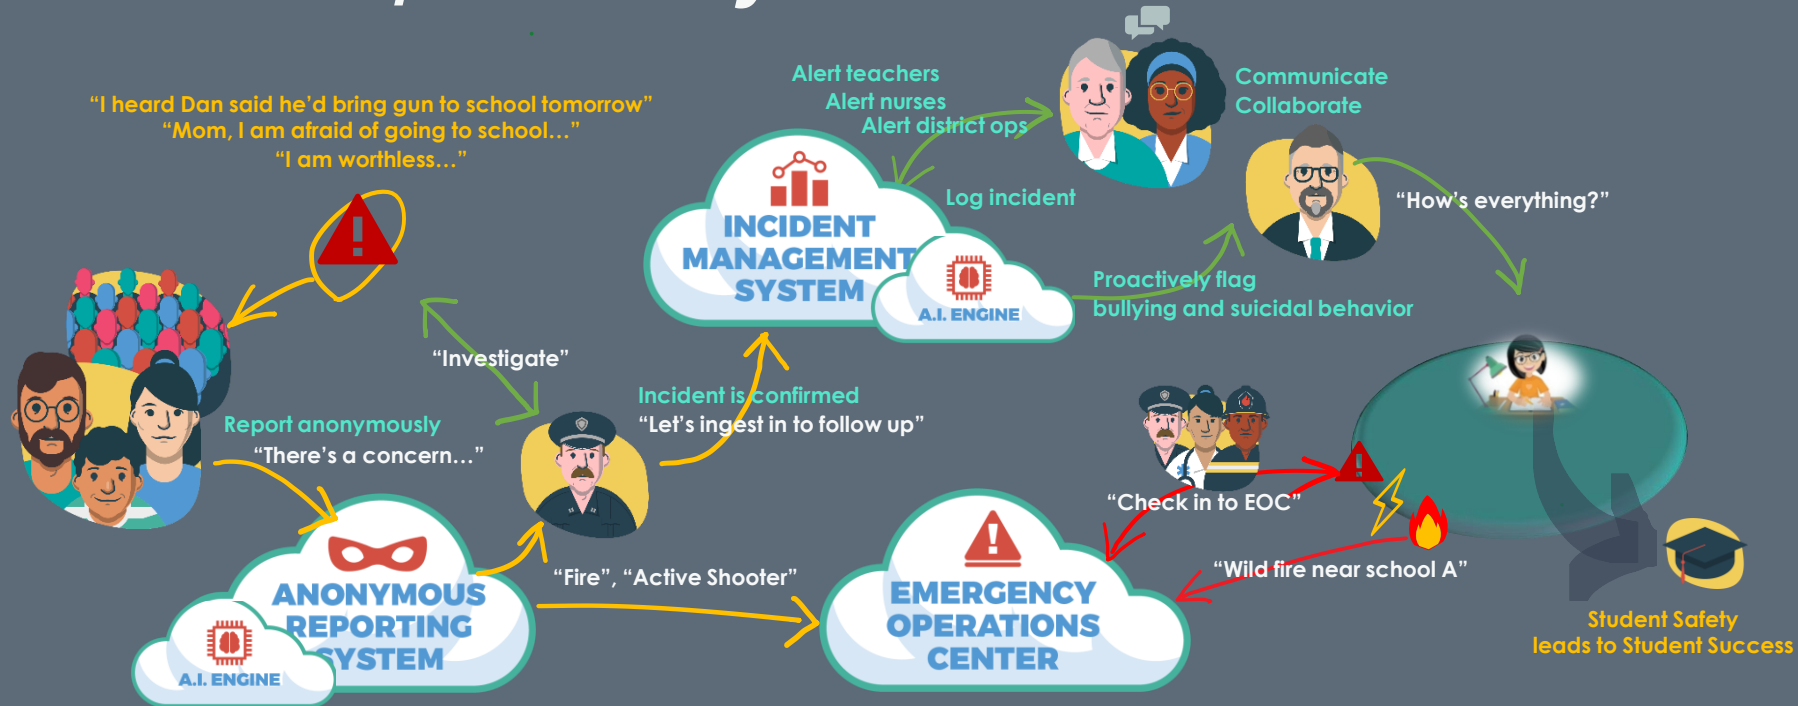 “I heard Dan said he’d bring gun to school tomorrow”
“Mom, I am afraid of going to school...”
“I am worthless...”
Alert teachers
Alert nurses
Alert district ops
Communicate
Collaborate
Log incident
“How’s everything?”
INCIDENT
MANAGEMENT
SYSTEM
A.I. ENGINE
Proactively flag
bullying and suicidal behavior
“Investigate”
Incident is confirmed
“Let’s ingest in to follow up”
Report anonymously
“There’s a concern...”
“Check in to EOC”
“Fire”, “Active Shooter”
“Wild fire near school A”
ANONYMOUS
REPORTING
SYSTEM
A.I. ENGINE
EMERGENCY
OPERATIONS
CENTER
Student Safety
leads to Student Success